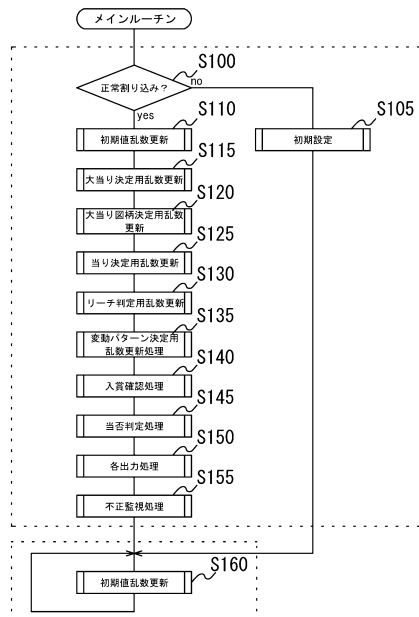 メインルーチン
S100
正常割り込み?
no
yes
S110
初期値乱数更新
S105
初期設定
S115
大当り決定用乱数更新
S120
大当り図柄決定用乱数
更新
S125
当り決定用乱数更新
S130
リーチ判定用乱数更新
S135
変動パターン決定用
乱数更新処理
S140
入賞確認処理
S145
当否判定処理
S150
各出力処理
S155
不正監視処理
S160
初期値乱数更新